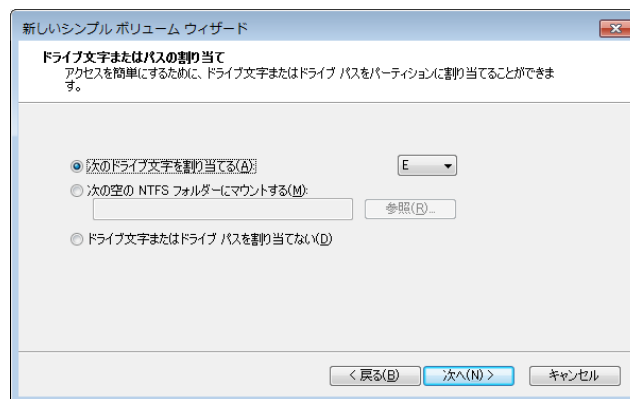 新しいシンプル ボリューム ウィザード
ドライブ文字またはパスの割り当て
アクセスを簡単にするために、ドライブ文字またはドライブ パスをパーティションに割り当てることができま
す。
次のドライブ文字を割り当てる(A): E
次の空の NTFS フォルダーにマウントする(M):
参照(R)...
ドライブ文字またはドライブ パスを割り当てない(D)
< 戻る(B) 次へ(N) > キャンセル